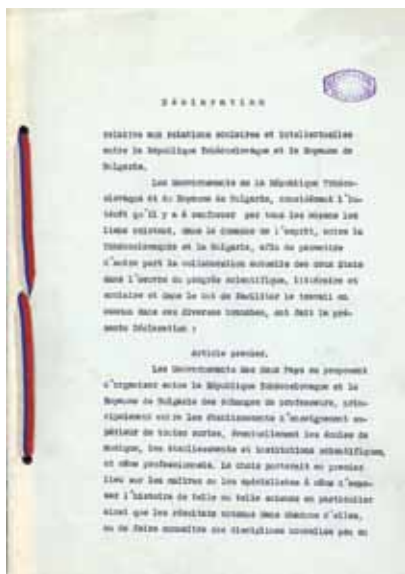 Déclaration
relative aux relations scolaires et intellectuelles
entre la République Tchécoslovaque et le Royaume de
Bulgarie.
Les Gouvernements de la République Tchéco-
slovaque et du Royaume de Bulgarie, considérant l'in-
térêt qu'il y a à renforcer par tous les moyens les
liens existant, dans le domaine de l'esprit, entre la
Tchécoslovaquie et la Bulgarie, afin de permettre
d'autre part la collaboration mutuelle des deux Etats
dans l'oeuvre du progrès scientifique, littéraire et
scolaire et dans le but de faciliter le travail en
commun dans ces diverses branches, ont fait la pré-
sente Déclaration :
Article premier.
Les Gouvernements des deux Pays se proposent
d'organiser entre la République Tchécoslovaque et le
Royaume de Bulgarie des échanges de professeurs, prin-
cipalement entre les établissements d'enseignement su-
périeur de toutes sortes, éventuellement les écoles de
musique, les établissements et institutions scientifiques,
et même professionnels. Le choix porterait en premier
lieu sur les maîtres ou les spécialistes à même d'expo-
ser l'histoire de telle ou telle science en particulier
ainsi que les résultats obtenus dans chacune d'elles,
ou de faire connaître des disciplines nouvelles peu ou